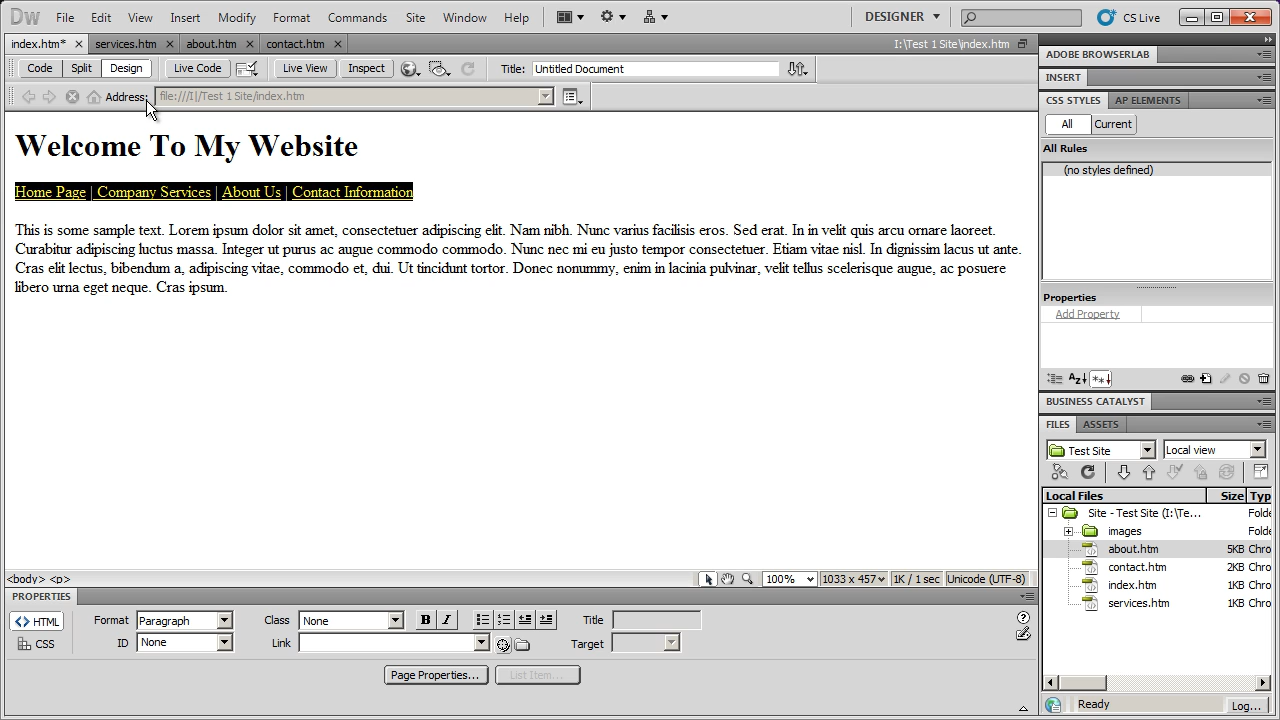 Dw File Edit View Insert Modify Format Commands Site Window Help DESIGNER CS Live
index.htm* services.htm about.htm contact.htm I:\Test 1 Site\index.htm
Code Split Design Live Code Live View Inspect Title: Untitled Document
Address: file:///I|/Test 1 Site/index.htm
Welcome To My Website
Home Page | Company Services | About Us | Contact Information
This is some sample text. Lorem ipsum dolor sit amet, consectetuer adipiscing elit. Nam nibh. Nunc varius facilisis eros. Sed erat. In in velit quis arcu ornare laoreet.
Curabitur adipiscing luctus massa. Integer ut purus ac augue commodo commodo. Nunc nec mi eu justo tempor consectetuer. Etiam vitae nisl. In dignissim lacus ut ante.
Cras elit lectus, bibendum a, adipiscing vitae, commodo et, dui. Ut tincidunt tortor. Donec nonummy, enim in lacinia pulvinar, velit tellus scelerisque augue, ac posuere
libero urna eget neque. Cras ipsum.
<body> <p> 100% 1033 x 457 1K / 1 sec Unicode (UTF-8)
PROPERTIES
HTML Format Paragraph Class None B I Title
CSS ID None Link Target
Page Properties... List Item...
ADOBE BROWSERLAB
INSERT
CSS STYLES AP ELEMENTS
All Current
All Rules
(no styles defined)
Properties
Add Property
BUSINESS CATALYST
FILES ASSETS
Test Site Local view
Local Files Size Typ
Site - Test Site (I:\Te... Folde
images Folde
about.htm 5KB Chro
contact.htm 2KB Chro
index.htm 1KB Chro
services.htm 1KB Chro
Ready Log...